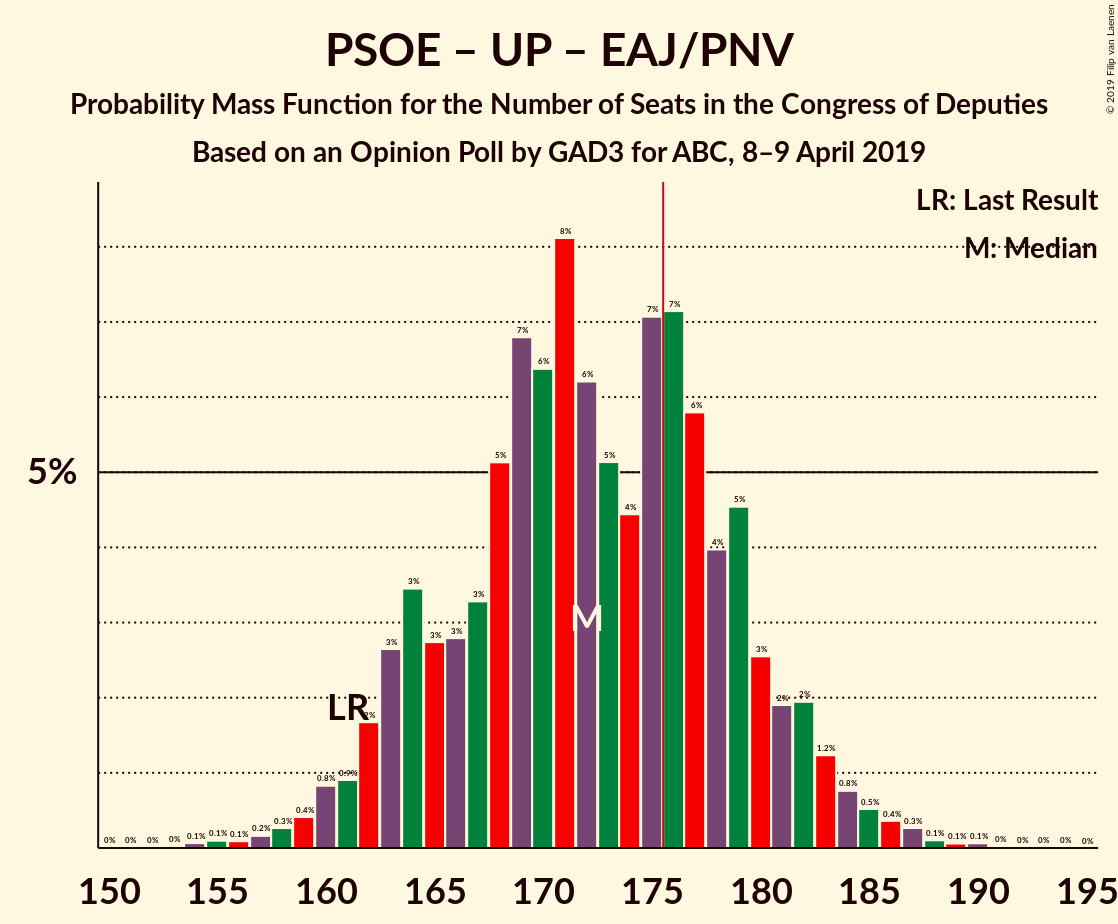 PSOE – UP – EAJ/PNV
Probability Mass Function for the Number of Seats in the Congress of Deputies
Based on an Opinion Poll by GAD3 for ABC, 8–9 April 2019
© 2019 Filip van Laenen
LR: Last Result
M: Median
5%
0% 0% 0% 0% 0.1% 0.1% 0.1% 0.2% 0.3% 0.4% 0.8% 0.9% 2% 3% 3% 3% 3% 3% 5% 7% 6% 8% 6% 5% 4% 7% 7% 6% 4% 5% 3% 2% 2% 1.2% 0.8% 0.5% 0.4% 0.3% 0.1% 0.1% 0.1% 0% 0% 0% 0% 0%
LR
M
150 155 160 165 170 175 180 185 190 195